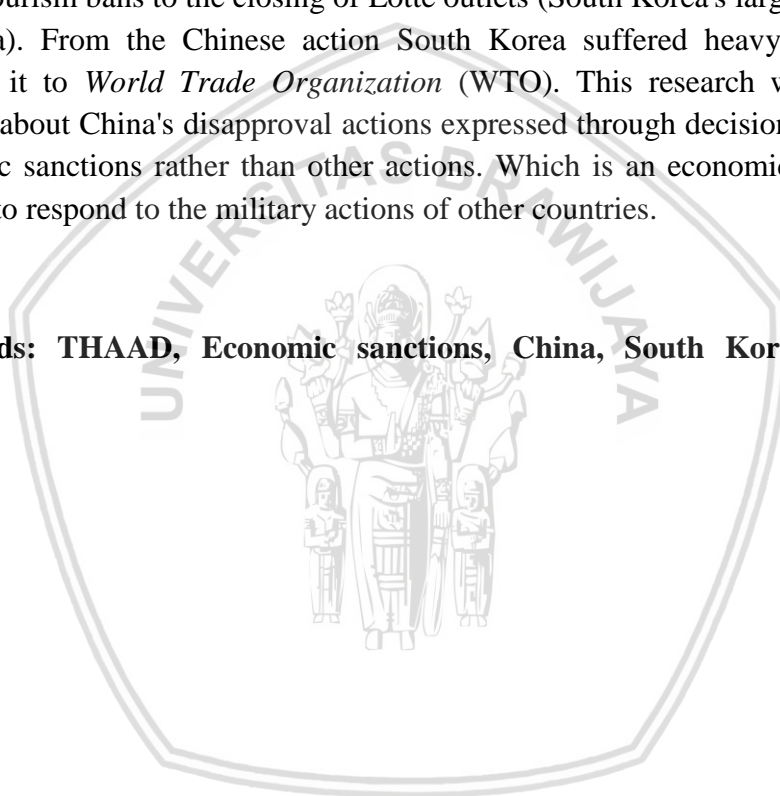 ourism bans to the closing of Lotte outlets (South Korea's larg
a). From the Chinese action South Korea suffered heavy
it to World Trade Organization (WTO). This research
about China's disapproval actions expressed through decision
c sanctions rather than other actions. Which is an economic
to respond to the military actions of other countries.
ds: THAAD, Economic sanctions, China, South Kor
UNIVERSITAS BRAWIJAYA